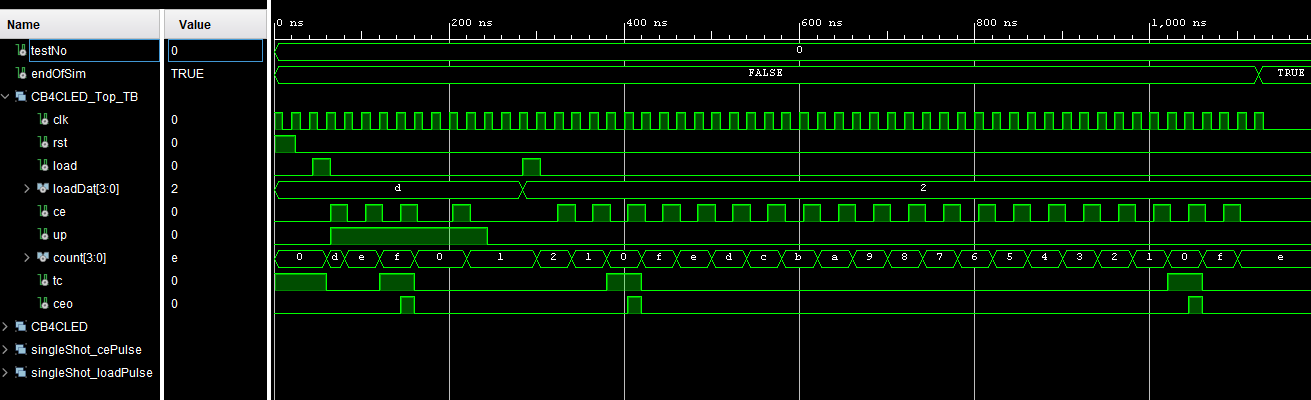 Name Value 0 ns 200 ns 400 ns 600 ns 800 ns 1,000 ns
testNo 0 0
endOfSim TRUE FALSE TRUE
CB4CLED_Top_TB
clk 0
rst 0
load 0
loadDat[3:0] 2 d 2
ce 0
up 0
count[3:0] e 0 d e f 0 1 2 1 0 f e d c b a 9 8 7 6 5 4 3 2 1 0 f e
tc 0
ceo 0
CB4CLED
singleShot_cePulse
singleShot_loadPulse